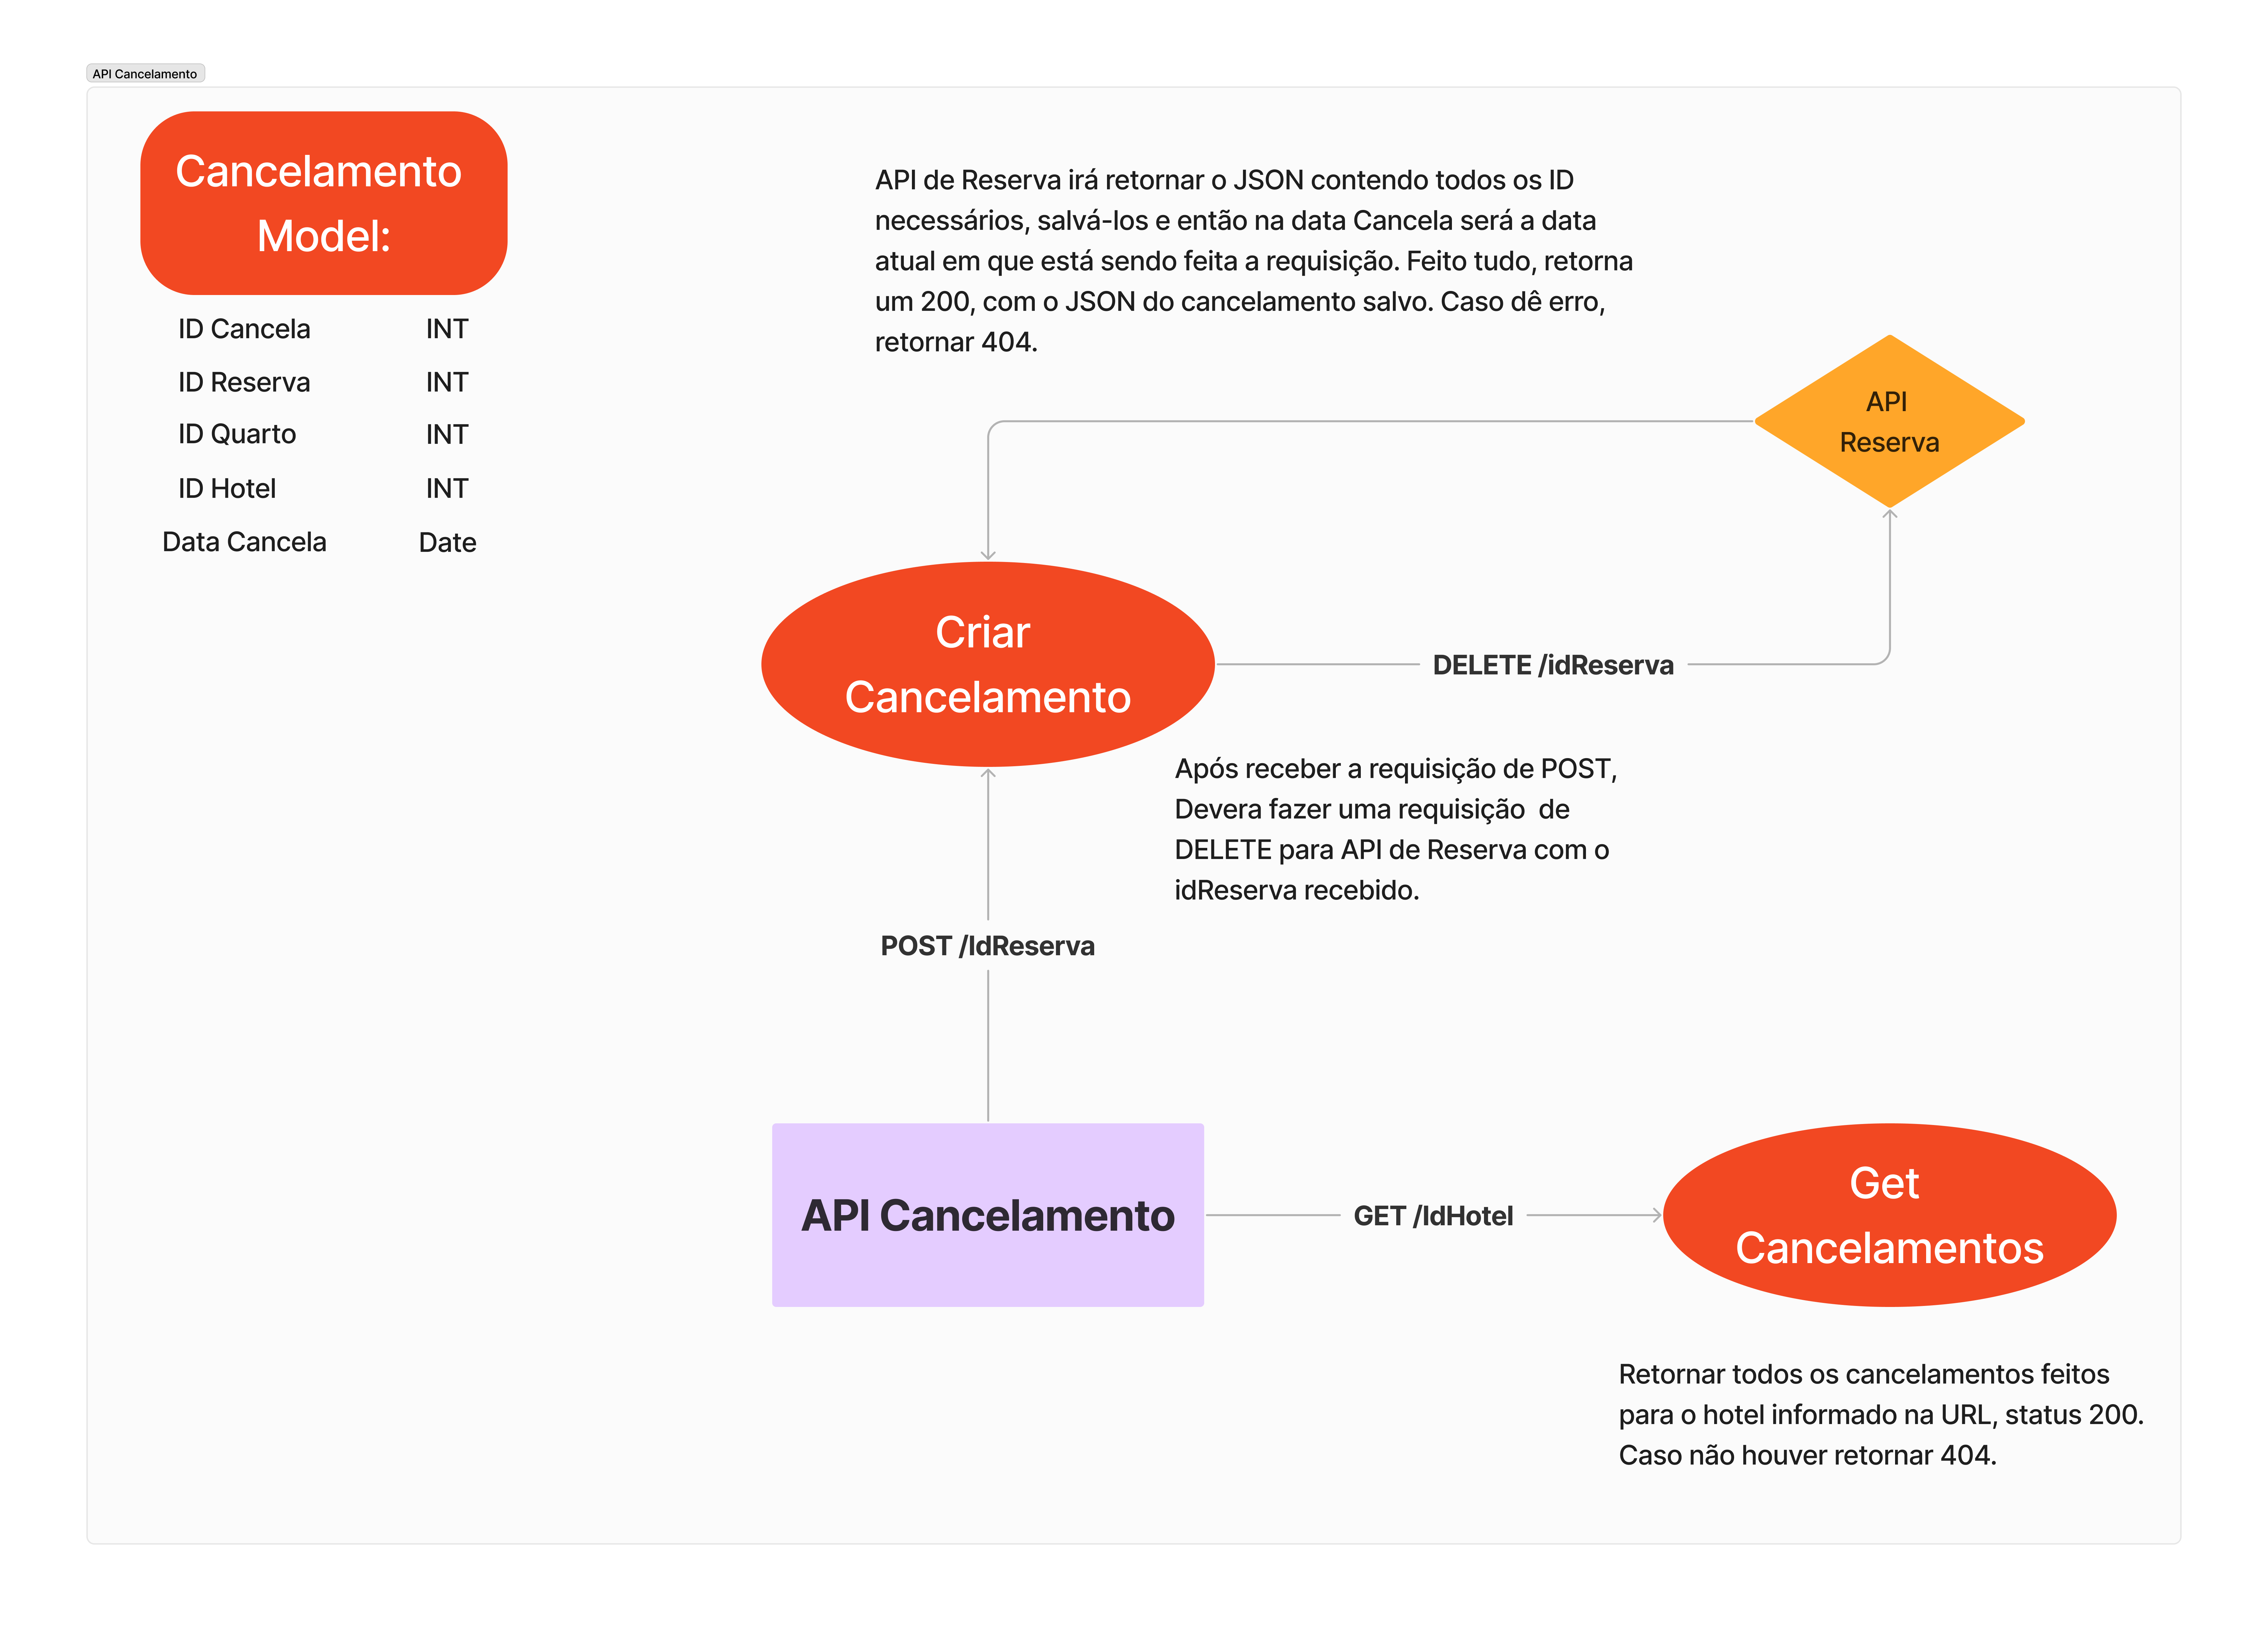 API Cancelamento
Cancelamento
Model:
ID Cancela INT
ID Reserva INT
ID Quarto INT
ID Hotel INT
Data Cancela Date
API de Reserva irá retornar o JSON contendo todos os ID
necessários, salvá-los e então na data Cancela será a data
atual em que está sendo feita a requisição. Feito tudo, retorna
um 200, com o JSON do cancelamento salvo. Caso dê erro,
retornar 404.
API
Reserva
Criar
Cancelamento
DELETE /idReserva
Após receber a requisição de POST,
Devera fazer uma requisição  de
DELETE para API de Reserva com o
idReserva recebido.
POST /IdReserva
API Cancelamento
GET /IdHotel
Get
Cancelamentos
Retornar todos os cancelamentos feitos
para o hotel informado na URL, status 200.
Caso não houver retornar 404.